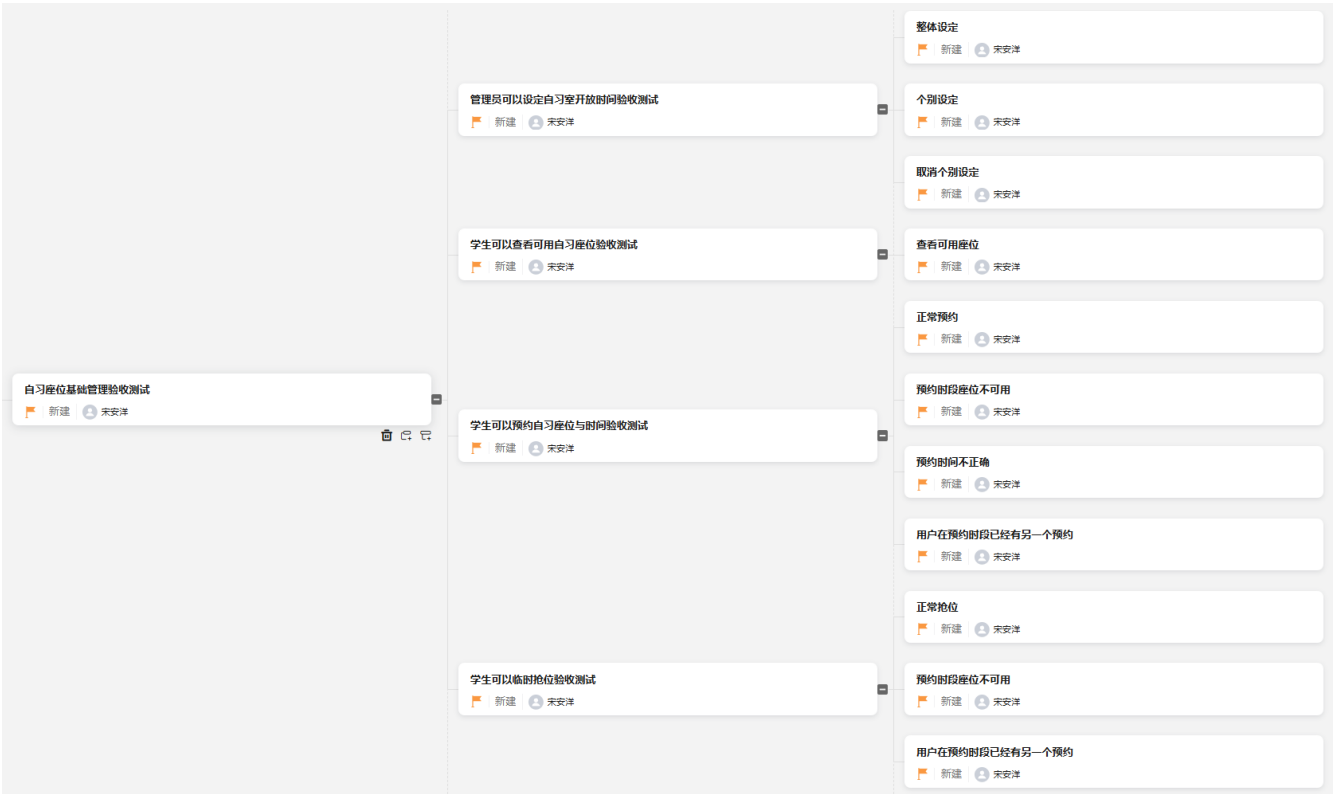 自习座位基础管理验收测试
新建 宋安洋
管理员可以设定自习室开放时间验收测试
新建 宋安洋
整体设定
新建 宋安洋
个别设定
新建 宋安洋
取消个别设定
新建 宋安洋
学生可以查看可用自习座位验收测试
新建 宋安洋
查看可用座位
新建 宋安洋
学生可以预约自习座位与时间验收测试
新建 宋安洋
正常预约
新建 宋安洋
预约时段座位不可用
新建 宋安洋
预约时间不正确
新建 宋安洋
用户在预约时段已经有另一个预约
新建 宋安洋
学生可以临时抢位验收测试
新建 宋安洋
正常抢位
新建 宋安洋
预约时段座位不可用
新建 宋安洋
用户在预约时段已经有另一个预约
新建 宋安洋